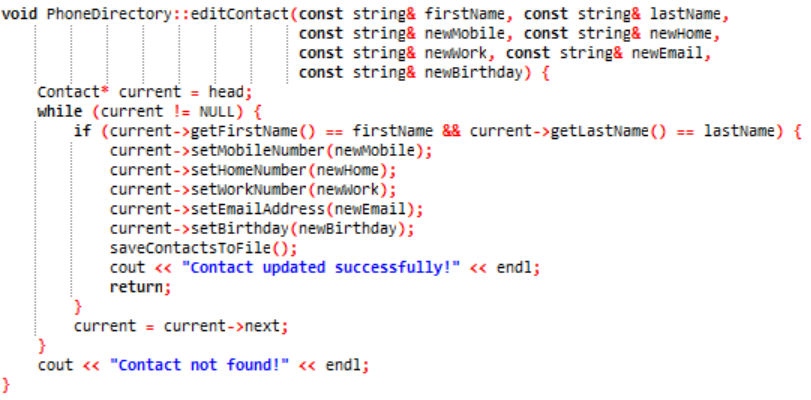 void PhoneDirectory::editContact(const string& firstName, const string& lastName,
                                 const string& newMobile, const string& newHome,
                                 const string& newWork, const string& newEmail,
                                 const string& newBirthday) {
    Contact* current = head;
    while (current != NULL) {
        if (current->getFirstName() == firstName && current->getLastName() == lastName) {
            current->setMobileNumber(newMobile);
            current->setHomeNumber(newHome);
            current->setWorkNumber(newWork);
            current->setEmailAddress(newEmail);
            current->setBirthday(newBirthday);
            saveContactsToFile();
            cout << "Contact updated successfully!" << endl;
            return;
        }
        current = current->next;
    }
    cout << "Contact not found!" << endl;
}